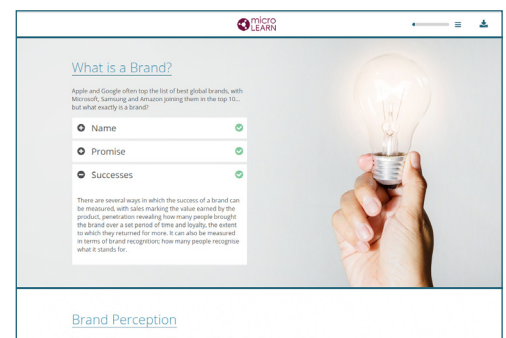 micro
LEARN
What is a Brand?
Apple and Google often top the list of best global brands, with
Microsoft, Samsung and Amazon joining them in the top 10...
but what exactly is a brand?
Name
Promise
Successes
There are several ways in which the success of a brand can
be measured, with sales marking the value earned by the
product, penetration revealing how many people brought
the brand over a set period of time and loyalty, the extent
to which they returned for more. It can also be measured
in terms of brand recognition; how many people recognise
what it stands for.
Brand Perception